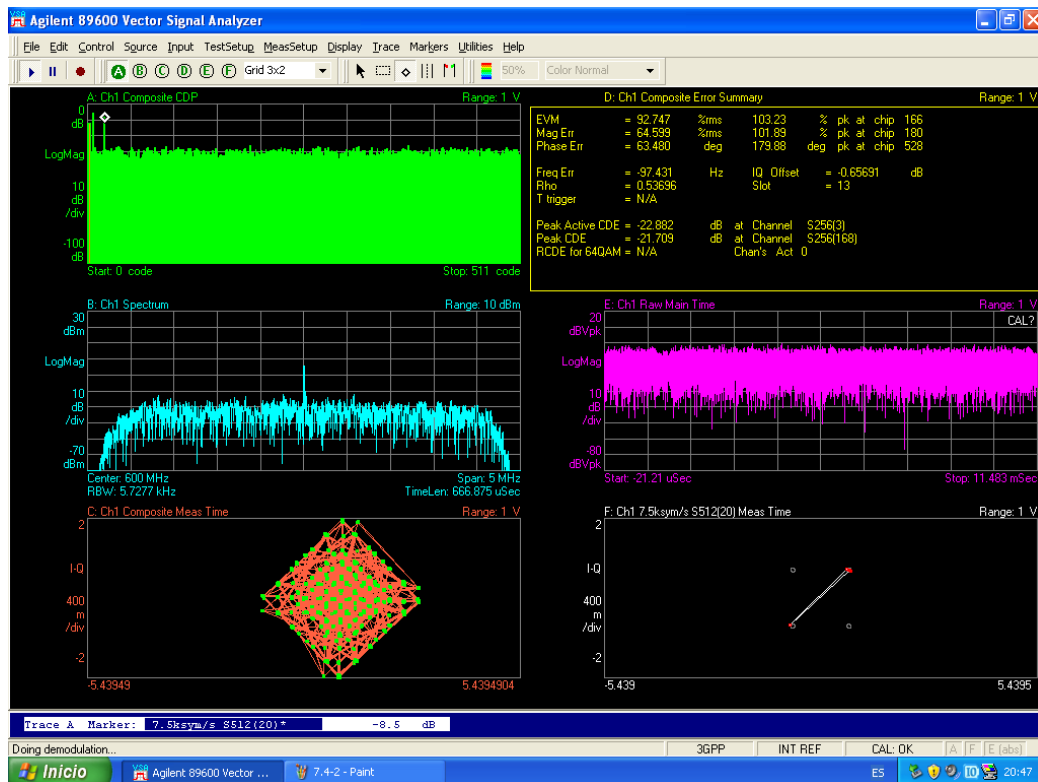 Agilent 89600 Vector Signal Analyzer
File Edit Control Source Input TestSetup MeasSetup Display Trace Markers Utilities Help
A B C D E F Grid 3x2 50% Color Normal
A: Ch1 Composite CDP Range: 1 V
0
dB
LogMag
10
dB
/div
-100
dB
Start: 0 code Stop: 511 code
D: Ch1 Composite Error Summary Range: 1 V
EVM = 92.747 %rms 103.23 % pk at chip 166
Mag Err = 64.599 %rms 101.89 % pk at chip 180
Phase Err = 63.480 deg 179.88 deg pk at chip 528
Freq Err = -97.431 Hz IQ Offset = -0.65691 dB
Rho = 0.53696 Slot = 13
T trigger = N/A
Peak Active CDE = -22.882 dB at Channel S256(3)
Peak CDE = -21.709 dB at Channel S256(168)
RCDE for 64QAM = N/A Chan's Act 0
B: Ch1 Spectrum Range: 10 dBm
30
dBm
LogMag
10
dB
/div
-70
dBm
Center: 600 MHz Span: 5 MHz
RBW: 5.7277 kHz TimeLen: 666.875 uSec
E: Ch1 Raw Main Time Range: 1 V
20
dBVpk
CAL?
LogMag
10
dB
/div
-80
dBVpk
Start: -21.21 uSec Stop: 11.483 mSec
C: Ch1 Composite Meas Time Range: 1 V
2
I-Q
400
m
/div
-2
-5.43949 5.4394904
F: Ch1 7.5ksym/s S512(20) Meas Time Range: 1 V
2
I-Q
400
m
/div
-2
-5.439 5.4395
Trace A Marker: 7.5ksym/s S512(20)* -8.5 dB
Doing demodulation... 3GPP INT REF CAL: OK A F E (abs)
Inicio Agilent 89600 Vector ... 7.4-2 - Paint ES 20:47